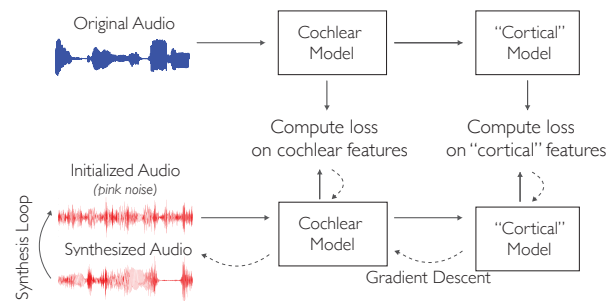 Original Audio
Cochlear
Model
“Cortical”
Model
Compute loss
on cochlear features
Compute loss
on “cortical” features
Initialized Audio
(pink noise)
Synthesis Loop
Synthesized Audio
Cochlear
Model
“Cortical”
Model
Gradient Descent